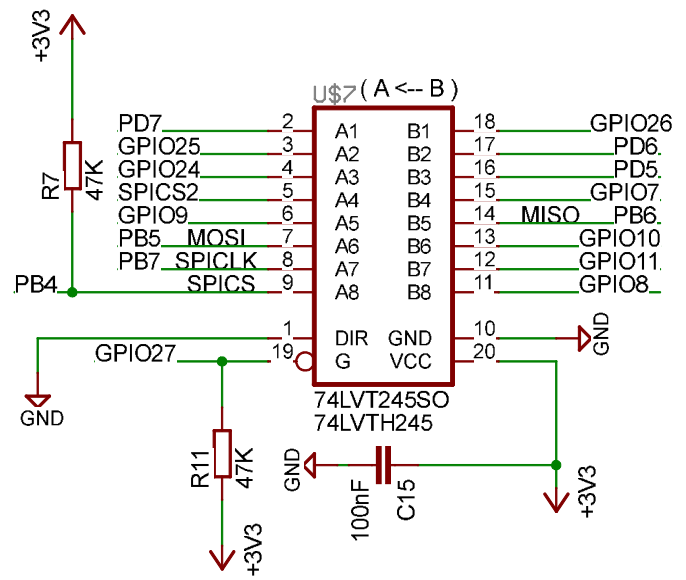 +3V3
U$7 (A <-- B)
PD7 2 A1 B1 18 GPIO26
GPIO25 3 A2 B2 17 PD6
GPIO24 4 A3 B3 16 PD5
SPICS2 5 A4 B4 15 GPIO7
GPIO9 6 A5 B5 14 MISO PB6
PB5 MOSI 7 A6 B6 13 GPIO10
PB7 SPICLK 8 A7 B7 12 GPIO11
PB4 SPICS 9 A8 B8 11 GPIO8
R7
47K
1 DIR GND 10 GND
GPIO27 19 G VCC 20
GND
74LVT245SO
74LVTH245
R11
47K
GND
100nF
C15
+3V3
+3V3